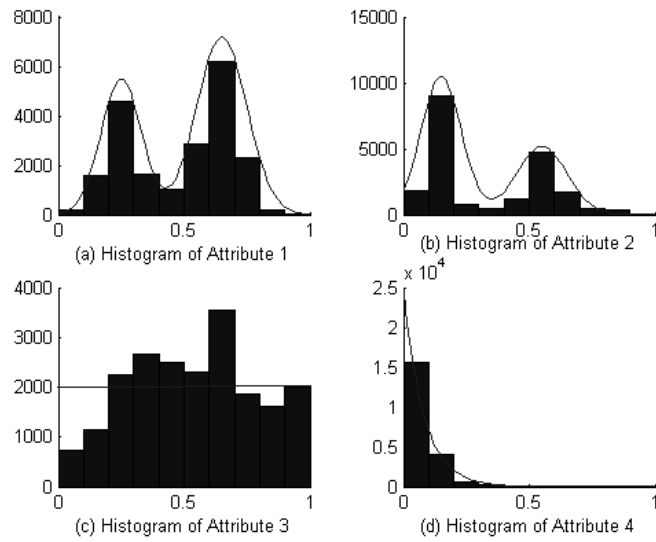 8000
6000
4000
2000
0
0 0.5 1
(a) Histogram of Attribute 1
15000
10000
5000
0
0 0.5 1
(b) Histogram of Attribute 2
4000
3000
2000
1000
0
0 0.5 1
(c) Histogram of Attribute 3
x 10^4
2.5
2
1.5
1
0.5
0
0 0.5 1
(d) Histogram of Attribute 4